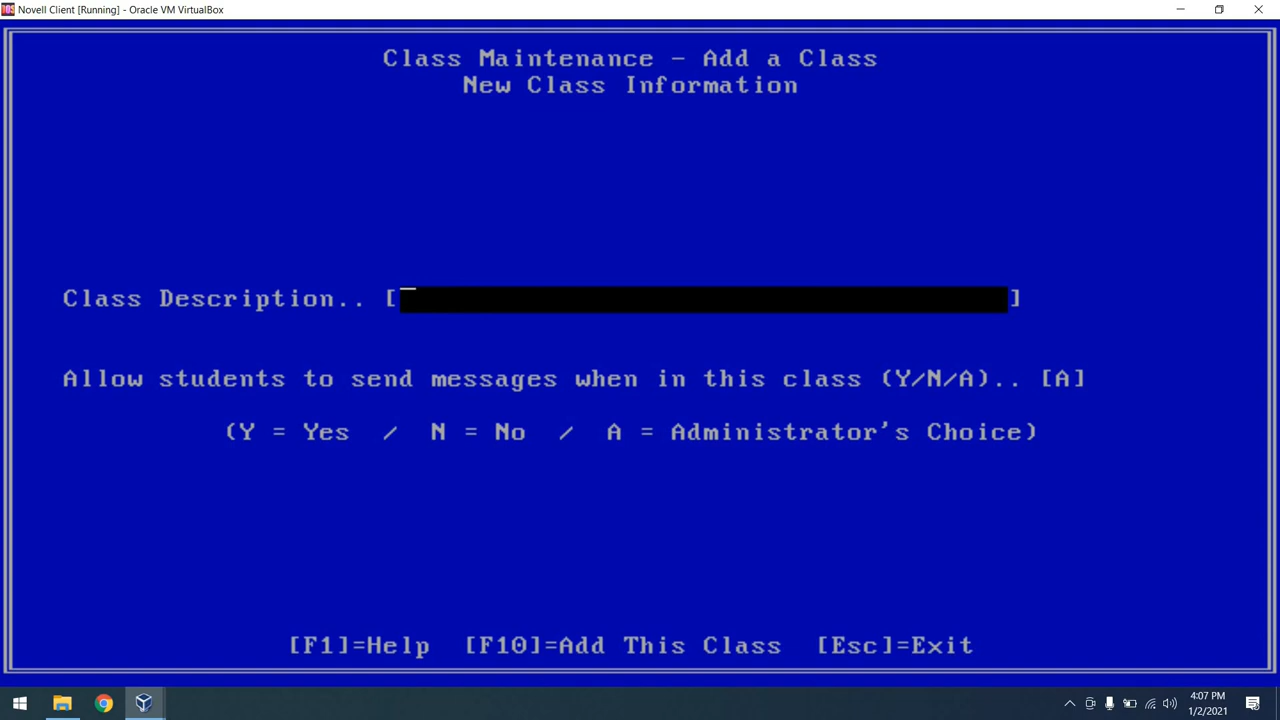 Novell Client [Running] - Oracle VM VirtualBox
Class Maintenance - Add a Class
New Class Information
Class Description.. [ ]
Allow students to send messages when in this class (Y/N/A).. [A]
(Y = Yes / N = No / A = Administrator's Choice)
[F1]=Help [F10]=Add This Class [Esc]=Exit
4:07 PM
1/2/2021